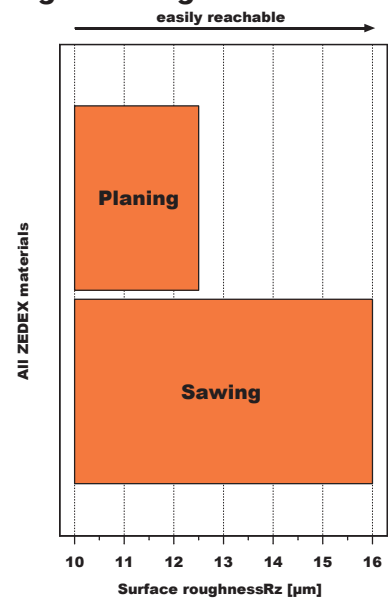 easily reachable
Planing
Sawing
All ZEDEX materials
10 11 12 13 14 15 16
Surface roughnessRz [µm]